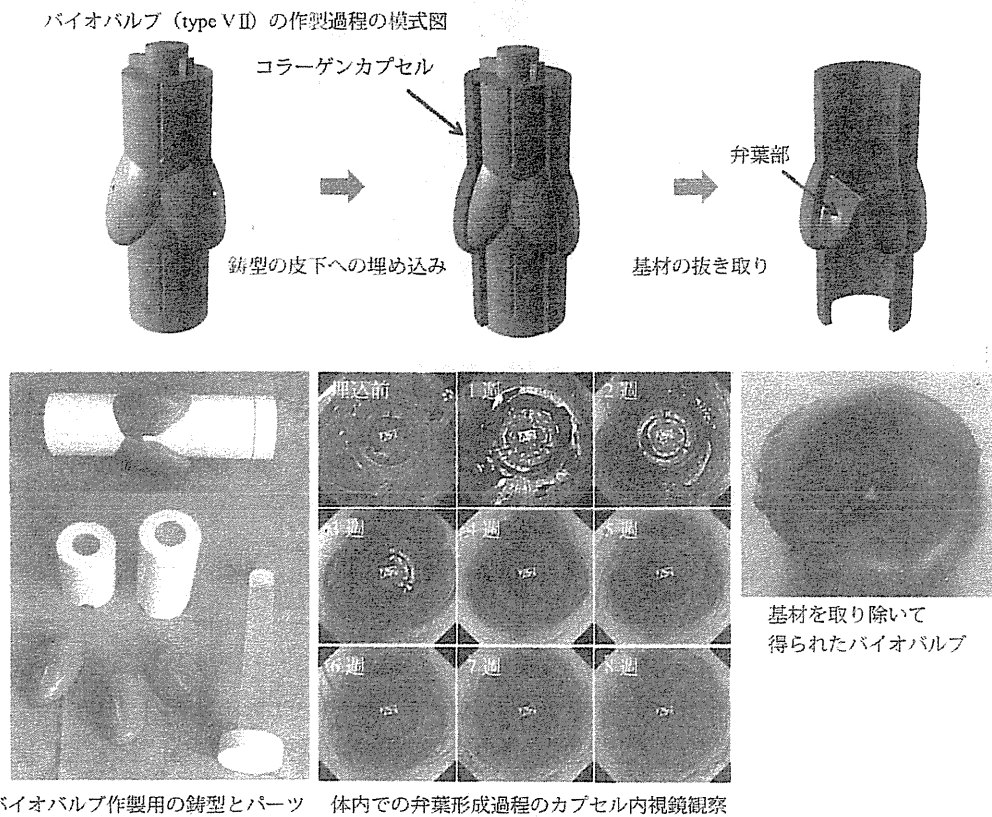 バイオバルブ（type ⅤⅡ）の作製過程の模式図
コラーゲンカプセル
弁葉部
鋳型の皮下への埋め込み
基材の抜き取り
埋込前
1週
2週
3週
4週
5週
6週
7週
8週
基材を取り除いて
得られたバイオバルブ
バイオバルブ作製用の鋳型とパーツ
体内での弁葉形成過程のカプセル内視鏡観察